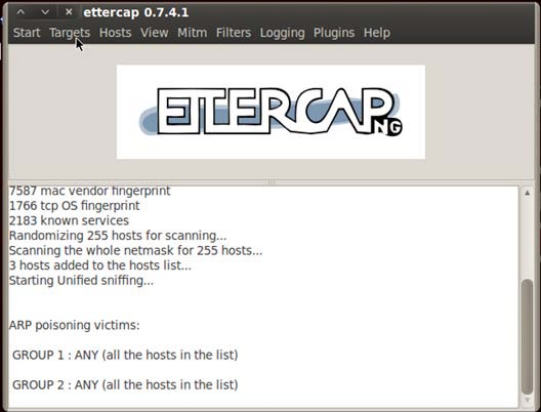 ettercap 0.7.4.1
Start Targets Hosts View Mitm Filters Logging Plugins Help
ETTERCAP NG
7587 mac vendor fingerprint
1766 tcp OS fingerprint
2183 known services
Randomizing 255 hosts for scanning...
Scanning the whole netmask for 255 hosts...
3 hosts added to the hosts list...
Starting Unified sniffing...
ARP poisoning victims:
GROUP 1 : ANY (all the hosts in the list)
GROUP 2 : ANY (all the hosts in the list)